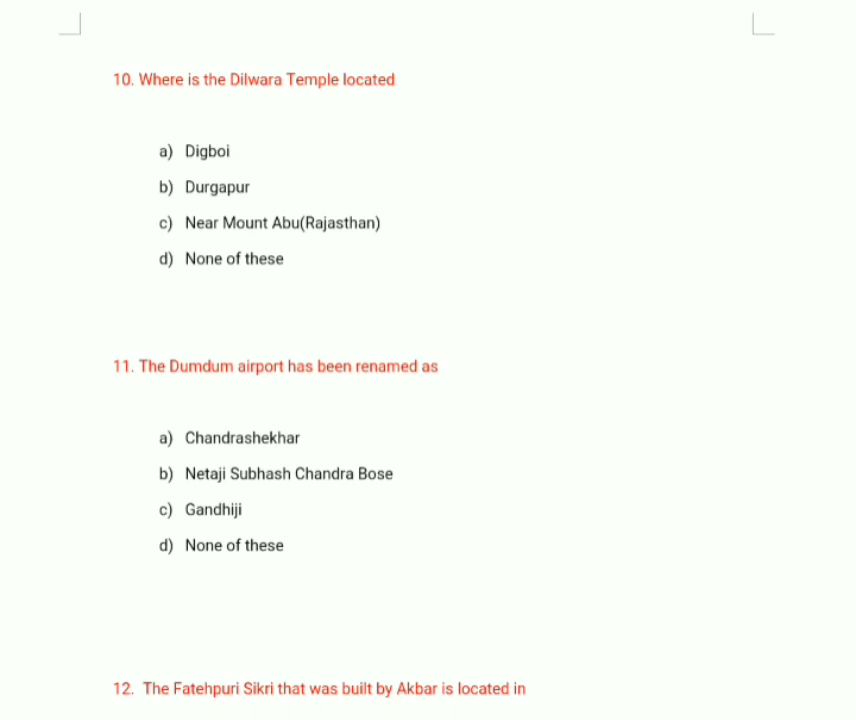 10. Where is the Dilwara Temple located
a) Digboi
b) Durgapur
c) Near Mount Abu(Rajasthan)
d) None of these
11. The Dumdum airport has been renamed as
a) Chandrashekhar
b) Netaji Subhash Chandra Bose
c) Gandhiji
d) None of these
12. The Fatehpuri Sikri that was built by Akbar is located in